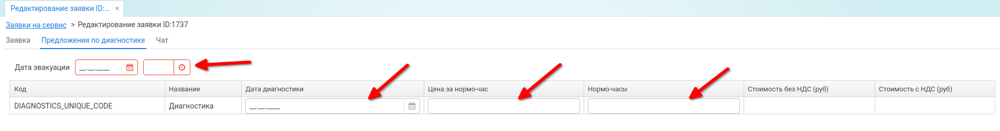 Редактирование заявки ID:... ×
Заявки на сервис > Редактирование заявки ID:1737
Заявка Предложения по диагностике Чат
Дата эвакуации __.__.____
Код Название Дата диагностики Цена за нормо-час Нормо-часы Стоимость без НДС (руб) Стоимость с НДС (руб)
DIAGNOSTICS_UNIQUE_CODE Диагностика __.__.____